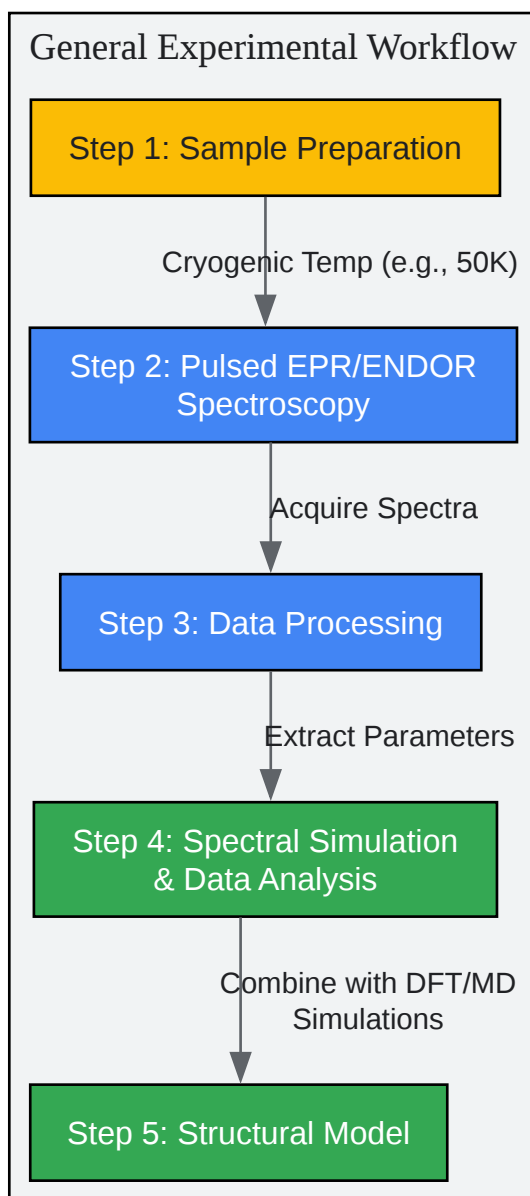 General Experimental Workflow
Step 1: Sample Preparation
Cryogenic Temp (e.g., 50K)
Step 2: Pulsed EPR/ENDOR
Spectroscopy
Acquire Spectra
Step 3: Data Processing
Extract Parameters
Step 4: Spectral Simulation
& Data Analysis
Combine with DFT/MD
Simulations
Step 5: Structural Model